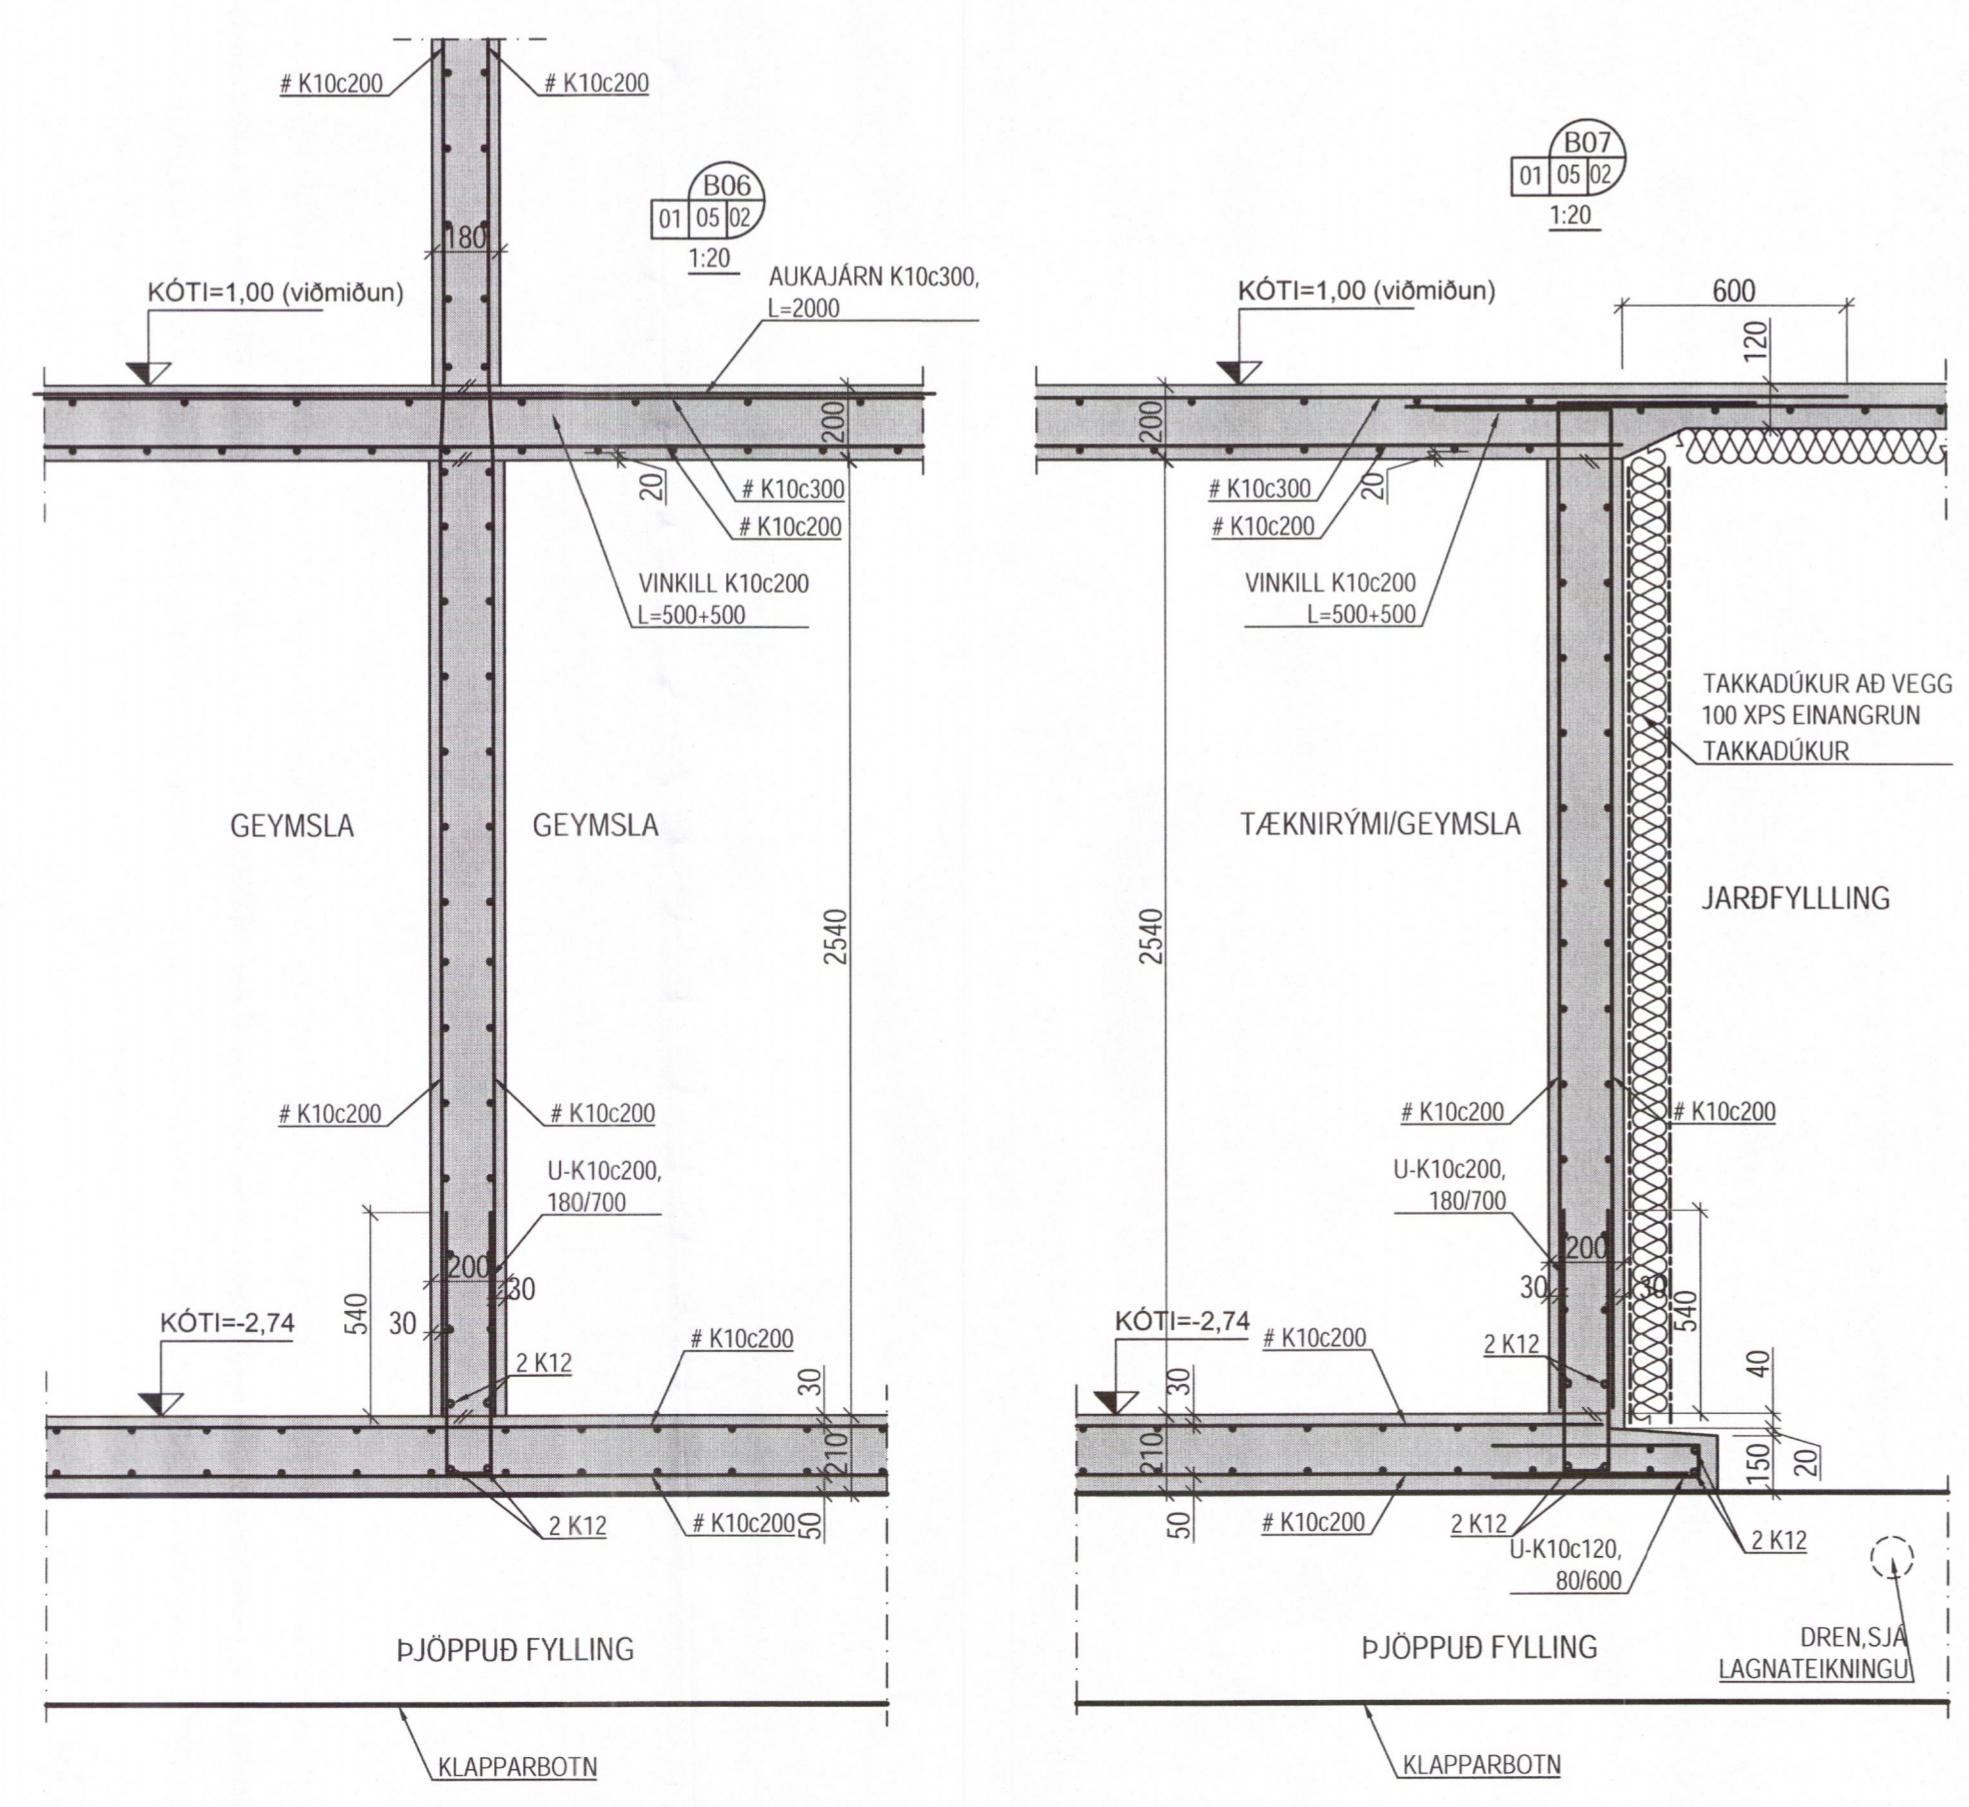 # K10c200
# K10c200
180
B06
01 05 02
1:20
KÓTI=1,00 (viðmiðun)
AUKAJÁRN K10c300,
L=2000
200
20
# K10c300
# K10c200
VINKILL K10c200
L=500+500
GEYMSLA
GEYMSLA
2540
# K10c200
# K10c200
U-K10c200,
180/700
200
30
540
30
KÓTI=-2,74
2 K12
# K10c200
30
210
50
2 K12
# K10c200
ÞJÖPPUÐ FYLLING
KLAPPARBOTN
B07
01 05 02
1:20
KÓTI=1,00 (viðmiðun)
600
120
200
20
# K10c300
# K10c200
VINKILL K10c200
L=500+500
TAKKADÚKUR AÐ VEGG
100 XPS EINANGRUN
TAKKADÚKUR
TÆKNIRÝMI/GEYMSLA
JARÐFYLLLING
2540
# K10c200
# K10c200
U-K10c200,
180/700
200
30
30
540
KÓTI=-2,74
# K10c200
2 K12
30
40
210
150
20
50
# K10c200
2 K12
U-K10c120,
80/600
2 K12
DREN,SJÁ
LAGNATEIKNINGU
ÞJÖPPUÐ FYLLING
KLAPPARBOTN